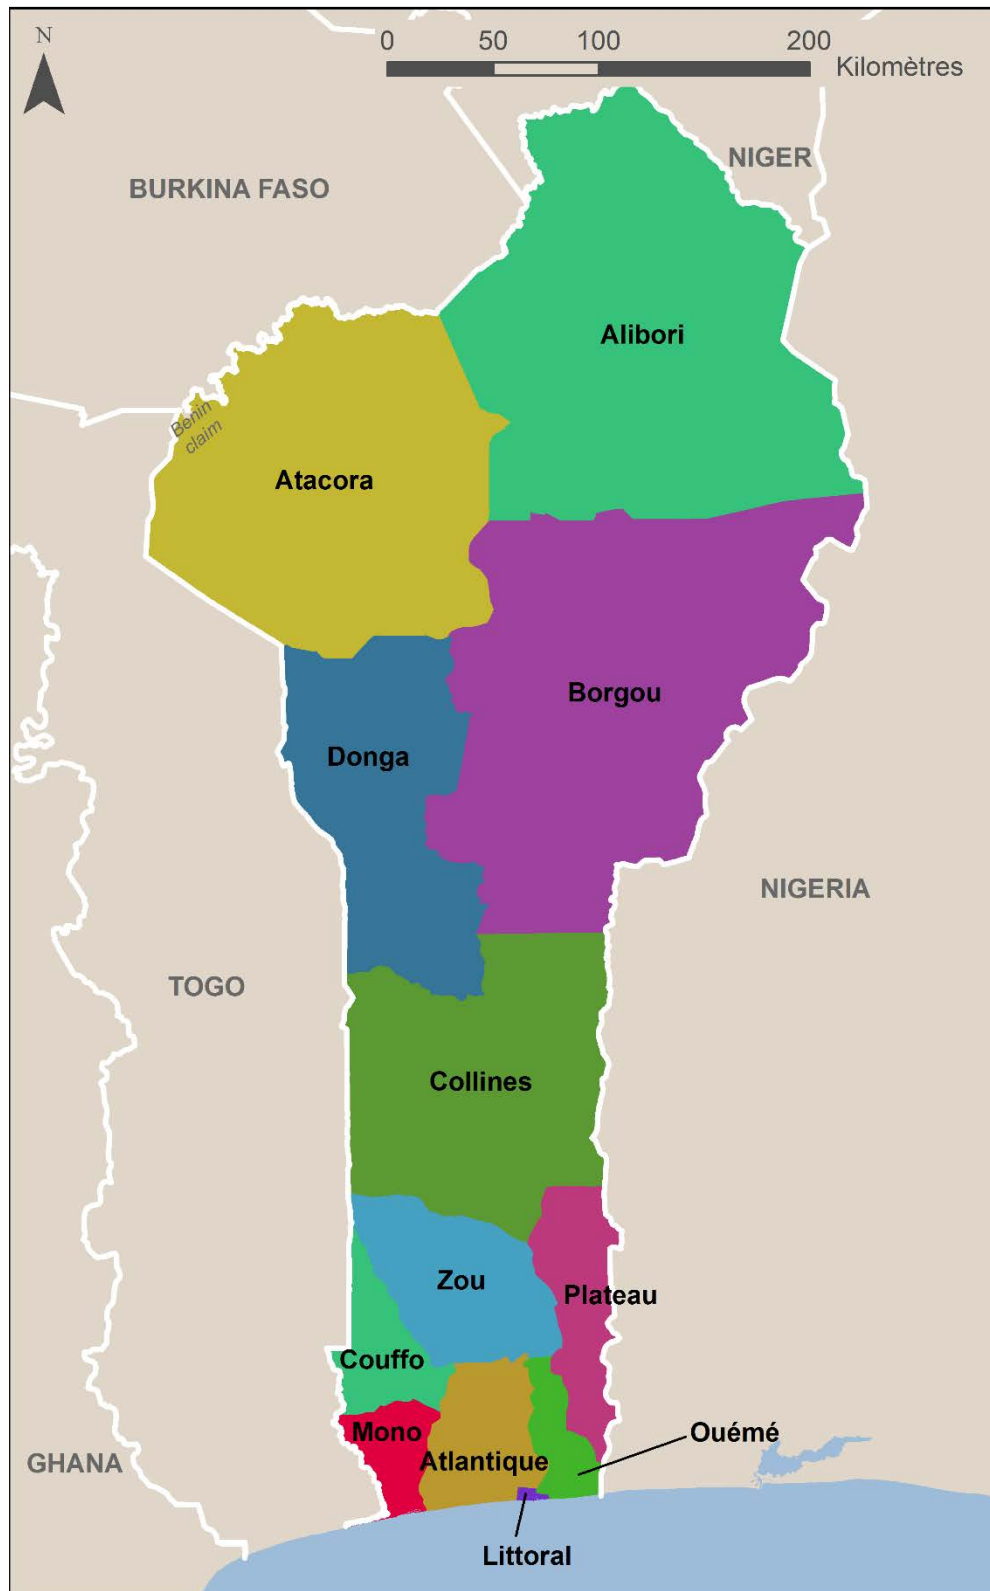 N
0 50 100 200
Kilomètres
NIGER
BURKINA FASO
Alibori
Benin
claim
Atacora
Borgou
Donga
NIGERIA
TOGO
Collines
Zou
Plateau
Couffo
Mono
Ouémé
Atlantique
GHANA
Littoral